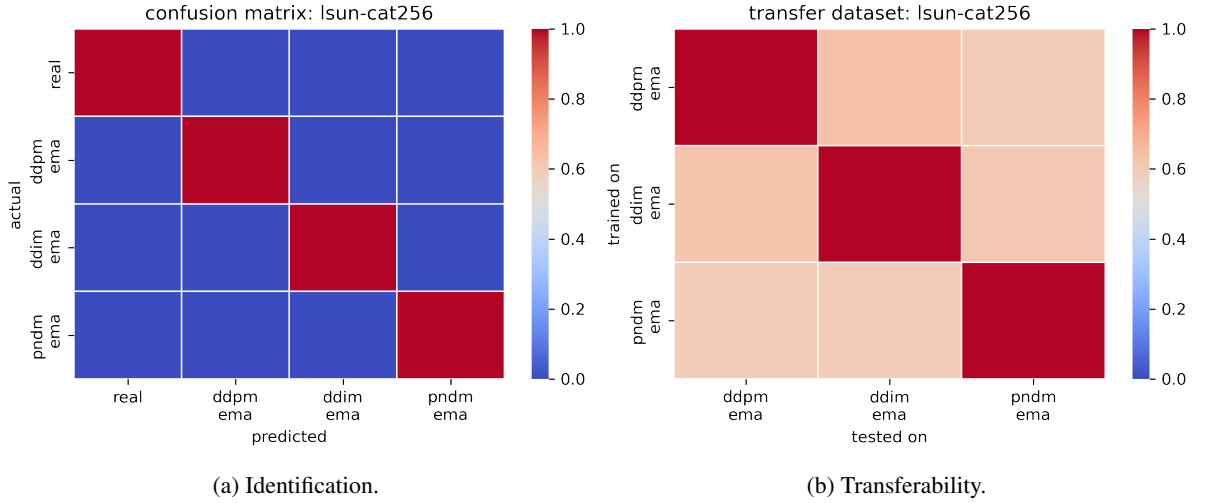 confusion matrix: lsun-cat256
actual
real
ddpm
ema
ddim
ema
pndm
ema
real
ddpm
ema
ddim
ema
pndm
ema
predicted
1.0
0.8
0.6
0.4
0.2
0.0
(a) Identification.
transfer dataset: lsun-cat256
trained on
ddpm
ema
ddim
ema
pndm
ema
ddpm
ema
ddim
ema
pndm
ema
tested on
1.0
0.8
0.6
0.4
0.2
0.0
(b) Transferability.